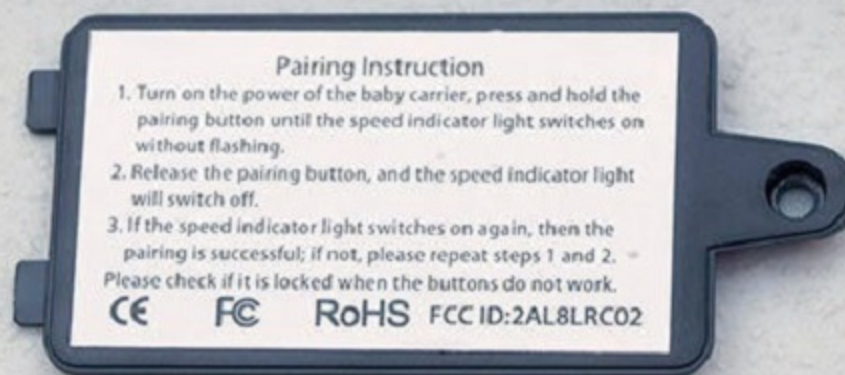 Pairing Instruction
1. Turn on the power of the baby carrier, press and hold the
pairing button until the speed indicator light switches on
without flashing.
2. Release the pairing button, and the speed indicator light
will switch off.
3. If the speed indicator light switches on again, then the
pairing is successful; if not, please repeat steps 1 and 2.
Please check if it is locked when the buttons do not work.
CE FC RoHS FCC ID:2AL8LRC02